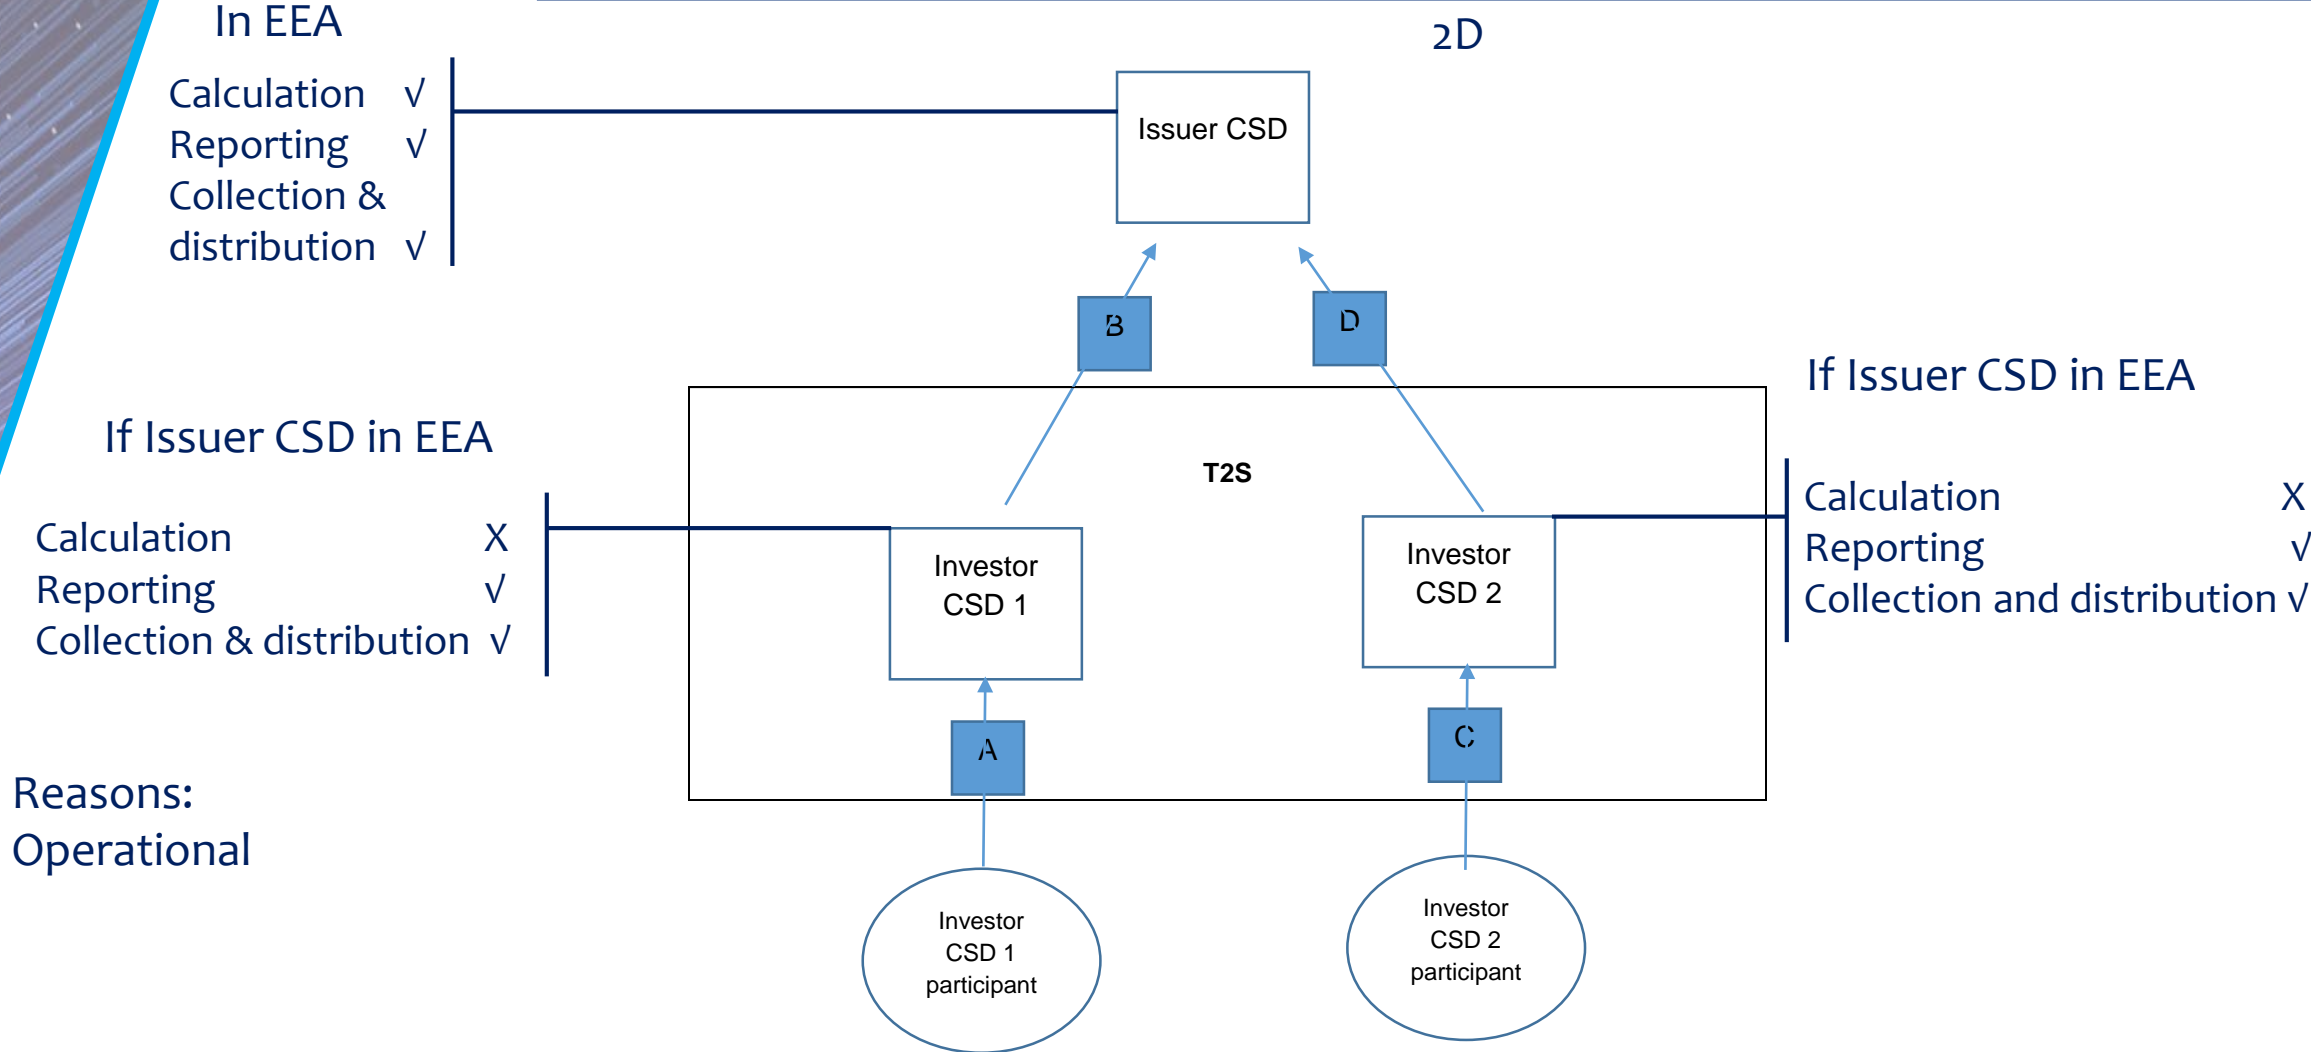 In EEA
2D
Calculation √
Reporting √
Collection &
distribution √
Issuer CSD
B
D
If Issuer CSD in EEA
If Issuer CSD in EEA
T2S
Calculation X
Reporting √
Collection & distribution √
Investor
CSD 1
Investor
CSD 2
Calculation X
Reporting √
Collection and distribution √
A
C
Reasons:
Operational
Investor
CSD 1
participant
Investor
CSD 2
participant